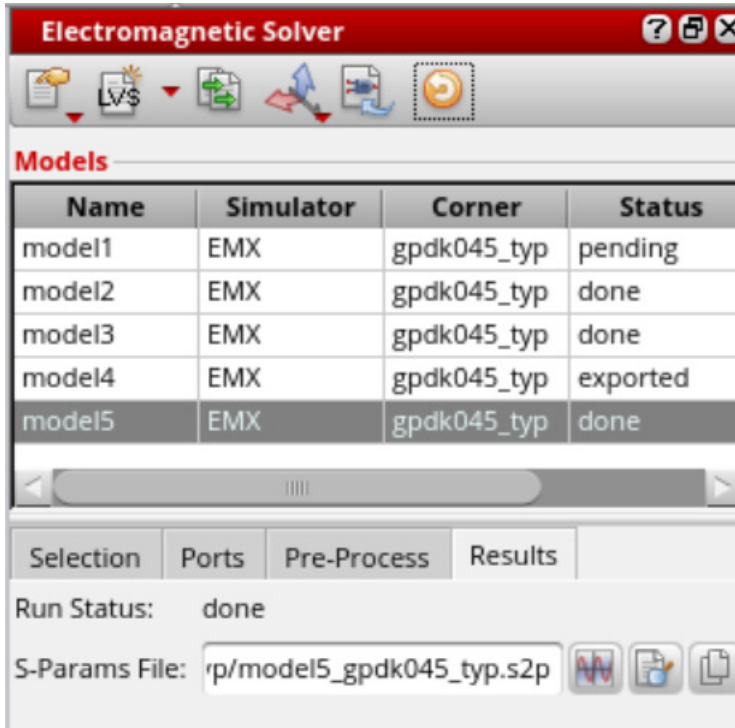 Electromagnetic Solver
LVS
Models
Name Simulator Corner Status
model1 EMX gpdk045_typ pending
model2 EMX gpdk045_typ done
model3 EMX gpdk045_typ done
model4 EMX gpdk045_typ exported
model5 EMX gpdk045_typ done
Selection Ports Pre-Process Results
Run Status: done
S-Params File: /p/model5_gpdk045_typ.s2p